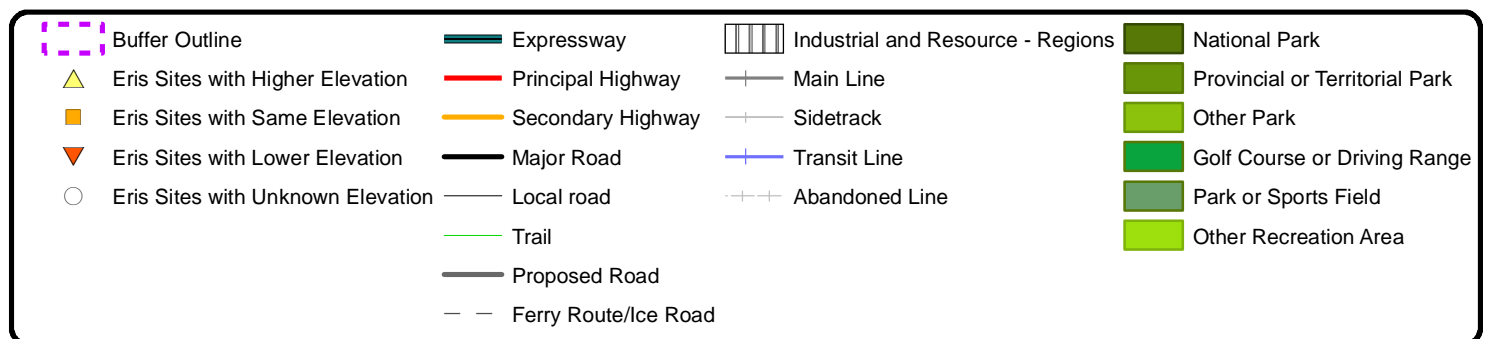 Buffer Outline
Eris Sites with Higher Elevation
Eris Sites with Same Elevation
Eris Sites with Lower Elevation
Eris Sites with Unknown Elevation
Expressway
Principal Highway
Secondary Highway
Major Road
Local road
Trail
Proposed Road
Ferry Route/Ice Road
Industrial and Resource - Regions
Main Line
Sidetrack
Transit Line
Abandoned Line
National Park
Provincial or Territorial Park
Other Park
Golf Course or Driving Range
Park or Sports Field
Other Recreation Area